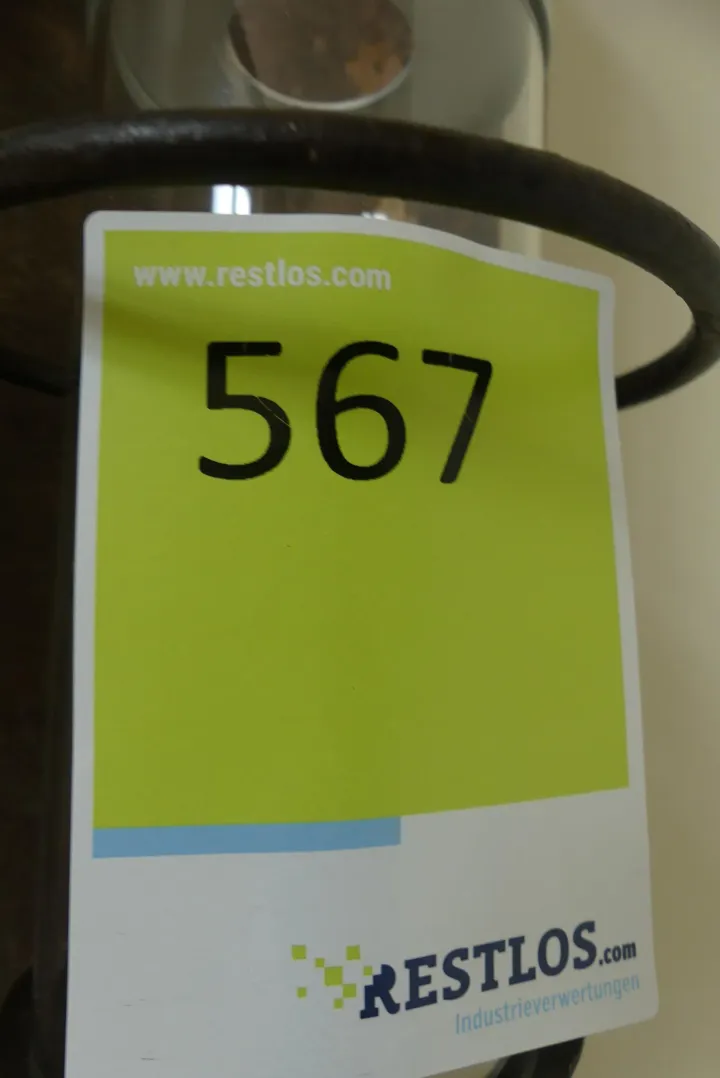 www.restlos.com
567
RESTLOS.com
Industrieverwertungen